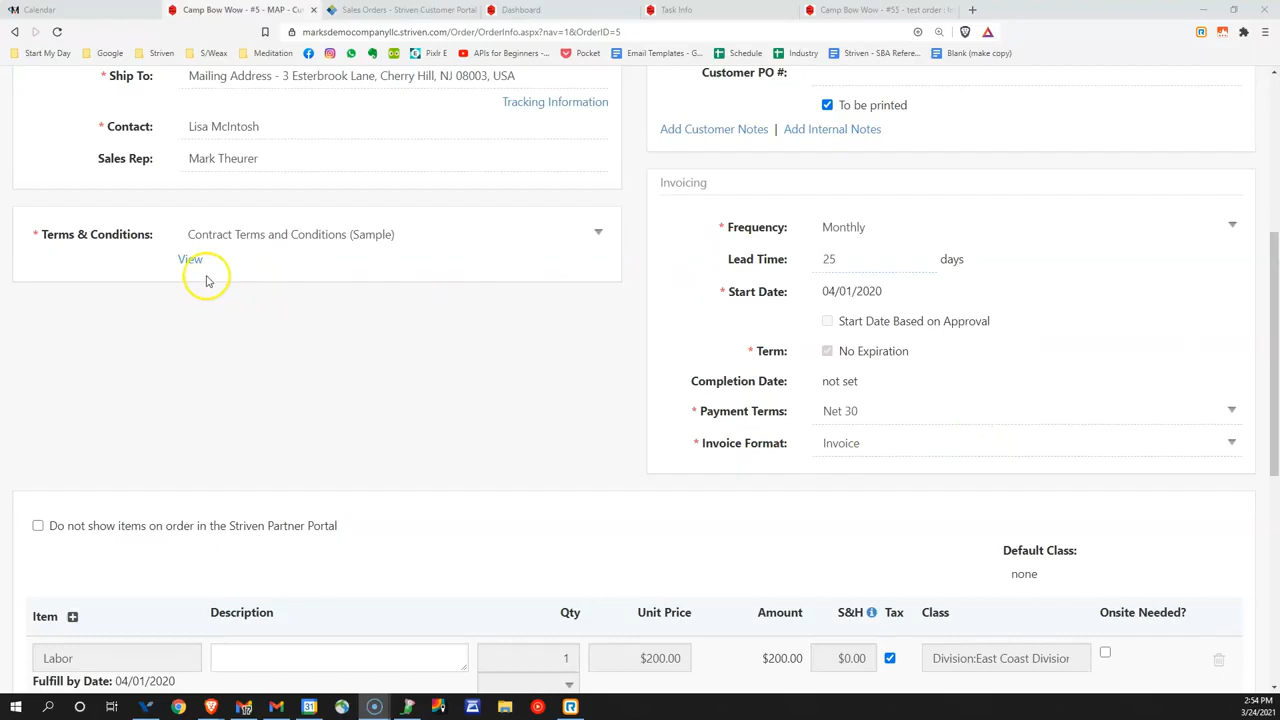 Calendar
Camp Bow Wow - #5 - MAP - Cu
Sales Orders - Striven Customer Portal
Dashboard
Task Info
Camp Bow Wow - #55 - test order : I
marksdemocompanyllc.striven.com/Order/OrderInfo.aspx?nav=1&OrderID=5
Start My Day
Google
Striven
S/Weax
Meditation
Pixlr E
APIs for Beginners -...
Pocket
Email Templates - G...
Schedule
Industry
Striven - SBA Refere...
Blank (make copy)
* Ship To: Mailing Address - 3 Esterbrook Lane, Cherry Hill, NJ 08003, USA
Tracking Information
* Contact: Lisa McIntosh
Sales Rep: Mark Theurer
* Terms & Conditions: Contract Terms and Conditions (Sample)
View
Customer PO #:
To be printed
Add Customer Notes | Add Internal Notes
Invoicing
* Frequency: Monthly
Lead Time: 25 days
* Start Date: 04/01/2020
Start Date Based on Approval
* Term: No Expiration
Completion Date: not set
* Payment Terms: Net 30
* Invoice Format: Invoice
Do not show items on order in the Striven Partner Portal
Default Class:
none
Item Description Qty Unit Price Amount S&H Tax Class Onsite Needed?
Labor 1 $200.00 $200.00 $0.00 Division:East Coast Division
Fulfill by Date: 04/01/2020
2:54 PM
3/24/2021